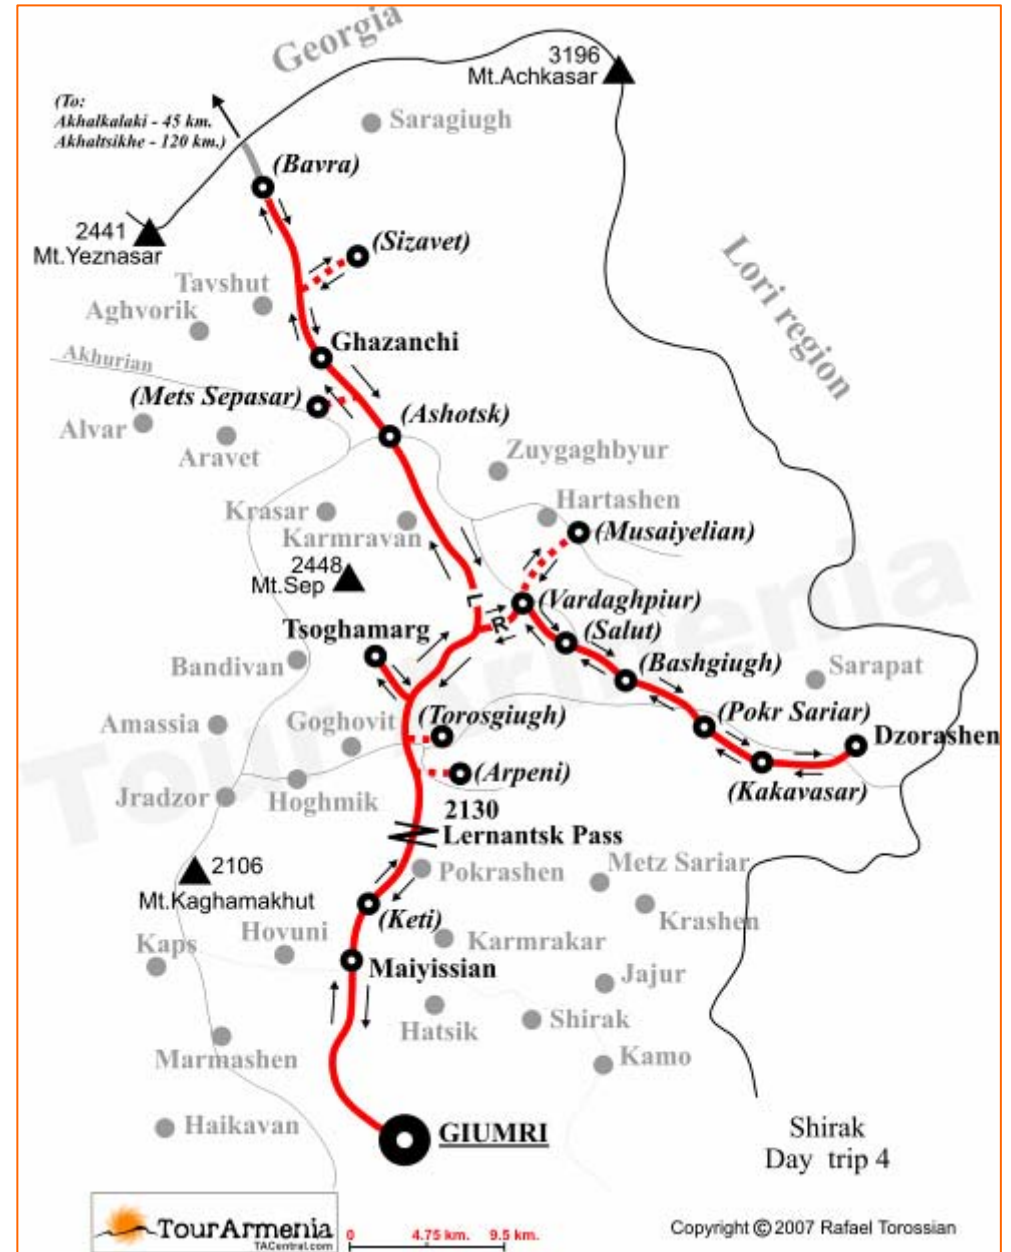 Georgia
3196
Mt.Achkasar
(To:
Akhalkalaki - 45 km.
Akhaltsikhe - 120 km.)
Saragiugh
(Bavra)
2441
Mt.Yeznasar
(Sizavet)
Lori region
Tavshut
Aghvorik
Ghazanchi
Akhurian
(Mets Sepasar)
(Ashotsk)
Alvar
Aravet
Zuygaghbyur
Hartashen
Krasar
Karmravan
(Musaiyelian)
2448
Mt.Sep
L
R
(Vardaghpiur)
Tsoghamarg
(Salut)
Bandivan
(Bashgiugh)
Sarapat
Amassia
Goghovit
(Torosgiugh)
(Pokr Sariar)
Dzorashen
(Arpeni)
(Kakavasar)
Jradzor
Hoghmik
2130
Lernantsk Pass
2106
Mt.Kaghamakhut
Pokrashen
Metz Sariar
(Keti)
Krashen
Kaps
Hovuni
Karmrakar
Maiyissian
Jajur
Hatsik
Shirak
Marmashen
Kamo
Haikavan
GIUMRI
Shirak
Day trip 4
TourArmenia
TourArmenia
TACentral.com
0 4.75 km. 9.5 km.
Copyright © 2007 Rafael Torossian